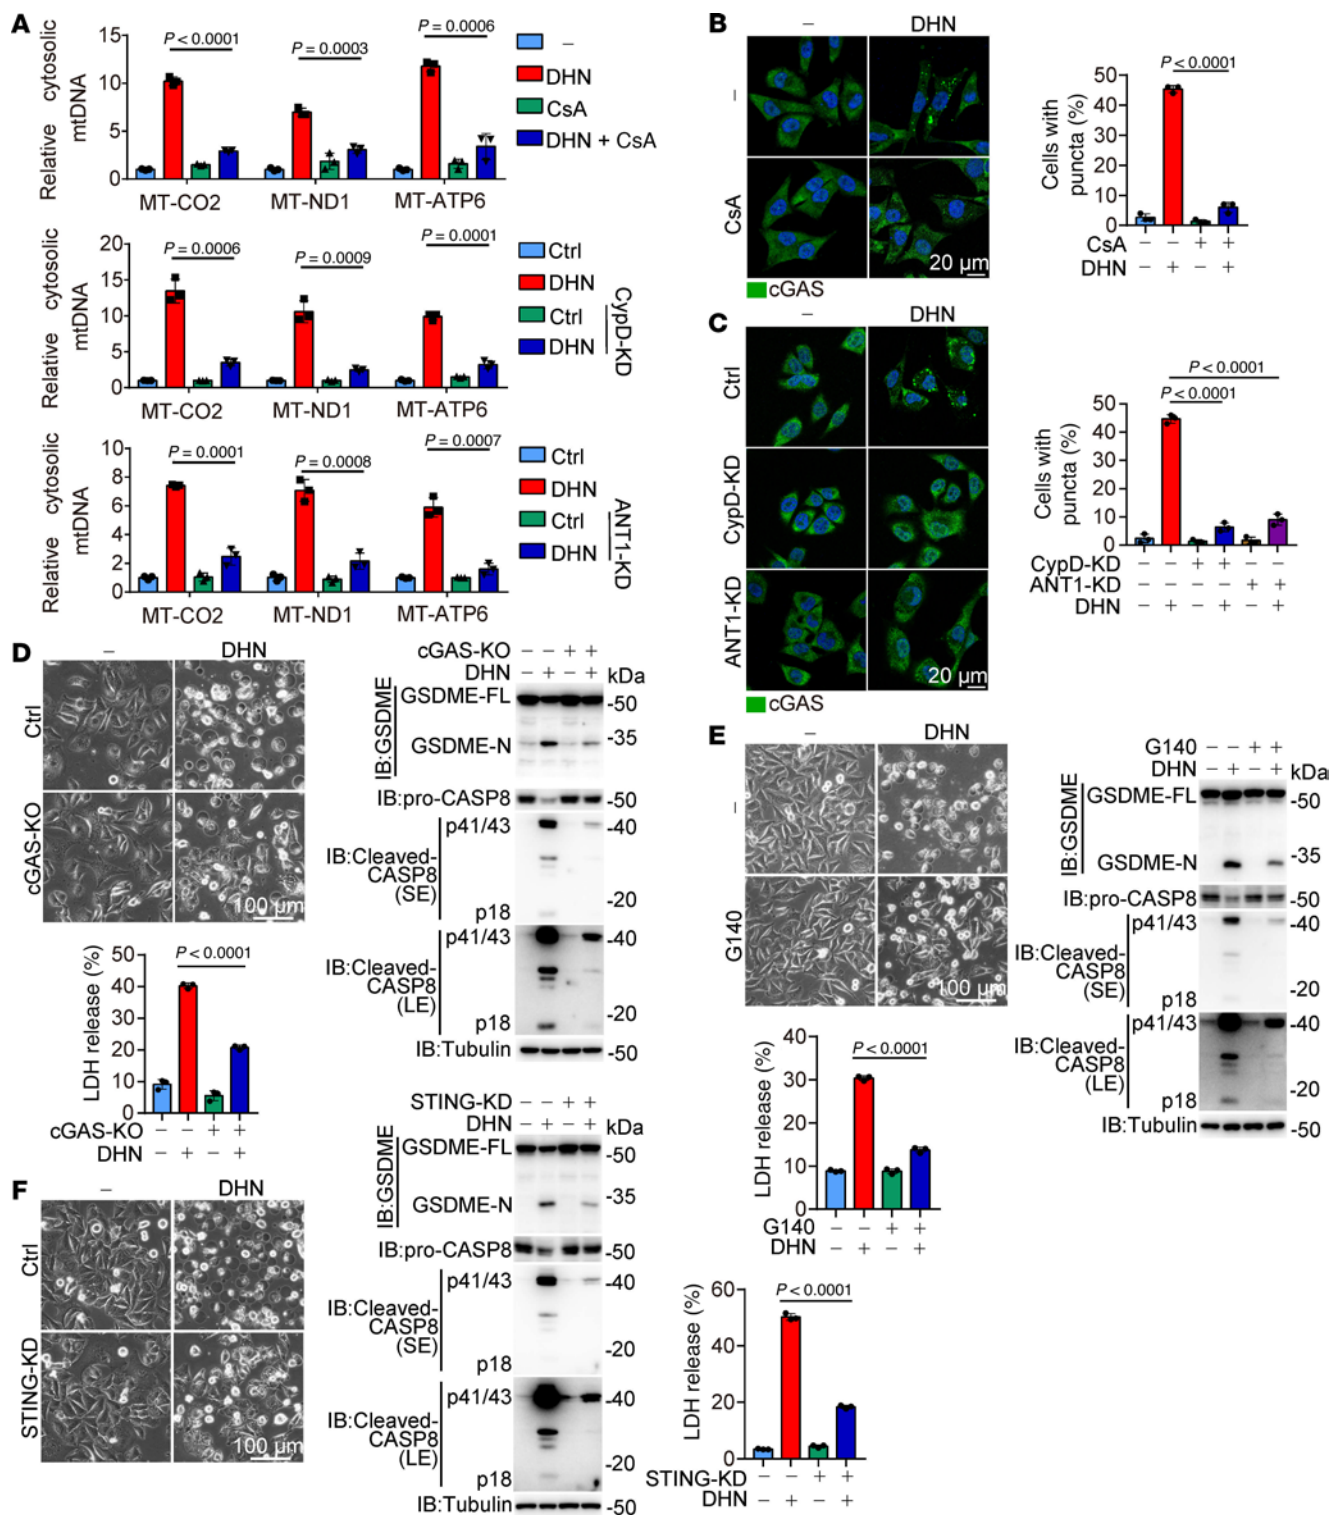 A
Relative cytosolic
mtDNA
15
10
5
0
P < 0.0001
P = 0.0003
P = 0.0006
MT-CO2 MT-ND1 MT-ATP6
–
DHN
CsA
DHN + CsA
Relative cytosolic
mtDNA
20
15
10
5
0
P = 0.0006
P = 0.0009
P = 0.0001
MT-CO2 MT-ND1 MT-ATP6
Ctrl
DHN
Ctrl
DHN
CypD-KD
Relative cytosolic
mtDNA
10
8
6
4
2
0
P = 0.0001
P = 0.0008
P = 0.0007
MT-CO2 MT-ND1 MT-ATP6
Ctrl
DHN
Ctrl
DHN
ANT1-KD
B
– DHN
–
CsA
20 µm
cGAS
Cells with
puncta (%)
50
40
30
20
10
0
P < 0.0001
CsA – – + +
DHN – + – +
C
– DHN
Ctrl
CypD-KD
ANT1-KD
20 µm
cGAS
Cells with
puncta (%)
50
40
30
20
10
0
P < 0.0001
P < 0.0001
CypD-KD – – + + – –
ANT1-KD – – – – + +
DHN – + – + – +
D
– DHN
Ctrl
cGAS-KO
100 µm
LDH release (%)
50
40
30
20
10
0
P < 0.0001
cGAS-KO – – + +
DHN – + – +
cGAS-KO – – + +
DHN – + – + kDa
IB:GSDME
GSDME-FL -50
GSDME-N -35
IB:pro-CASP8 -50
p41/43 -40
IB:Cleaved-
CASP8
(SE)
-20
p18
p41/43 -40
IB:Cleaved-
CASP8
(LE)
-20
p18
IB:Tubulin -50
E
– DHN
–
G140
100 µm
LDH release (%)
40
30
20
10
0
P < 0.0001
G140 – – + +
DHN – + – +
G140 – – + +
DHN – + – + kDa
IB:GSDME
GSDME-FL -50
GSDME-N -35
IB:pro-CASP8 -50
p41/43 -40
IB:Cleaved-
CASP8
(SE)
-20
p18
p41/43 -40
IB:Cleaved-
CASP8
(LE)
-20
p18
IB:Tubulin -50
F
– DHN
Ctrl
STING-KD
100 µm
STING-KD – – + +
DHN – + – + kDa
IB:GSDME
GSDME-FL -50
GSDME-N -35
IB:pro-CASP8 -50
p41/43 -40
IB:Cleaved-
CASP8
(SE)
-20
p18
p41/43 -40
IB:Cleaved-
CASP8
(LE)
-20
p18
IB:Tubulin -50
LDH release (%)
60
40
20
0
P < 0.0001
STING-KD – – + +
DHN – + – +